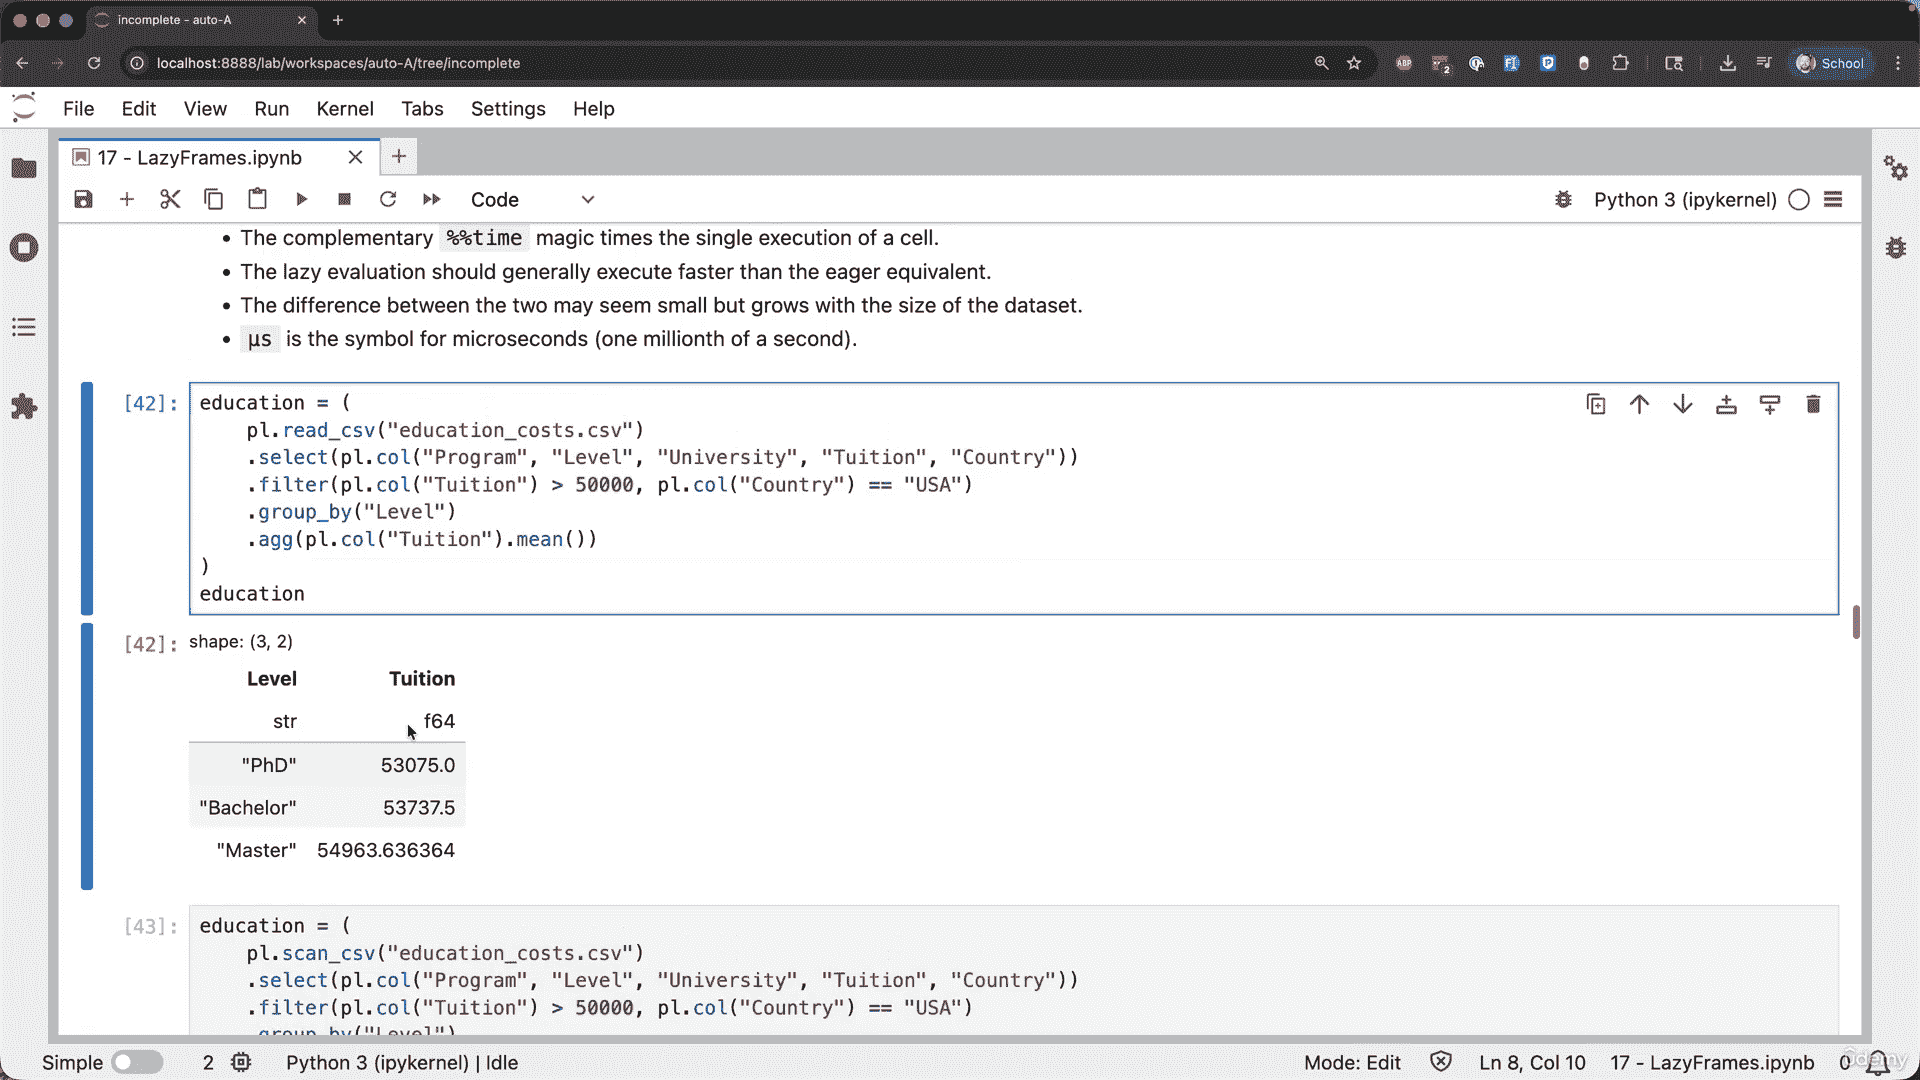 incomplete - auto-A
localhost:8888/lab/workspaces/auto-A/tree/incomplete
ABP
2
School
File Edit View Run Kernel Tabs Settings Help
17 - LazyFrames.ipynb
Code
Python 3 (ipykernel)
The complementary %%time magic times the single execution of a cell.
The lazy evaluation should generally execute faster than the eager equivalent.
The difference between the two may seem small but grows with the size of the dataset.
µs is the symbol for microseconds (one millionth of a second).
[42]: education = (
pl.read_csv("education_costs.csv")
.select(pl.col("Program", "Level", "University", "Tuition", "Country"))
.filter(pl.col("Tuition") > 50000, pl.col("Country") == "USA")
.group_by("Level")
.agg(pl.col("Tuition").mean())
)
education
[42]: shape: (3, 2)
Level Tuition
str f64
"PhD" 53075.0
"Bachelor" 53737.5
"Master" 54963.636364
[43]: education = (
pl.scan_csv("education_costs.csv")
.select(pl.col("Program", "Level", "University", "Tuition", "Country"))
.filter(pl.col("Tuition") > 50000, pl.col("Country") == "USA")
.group_by("Level")
Simple 2 Python 3 (ipykernel) | Idle Mode: Edit Ln 8, Col 10 17 - LazyFrames.ipynb 0
ûdemy